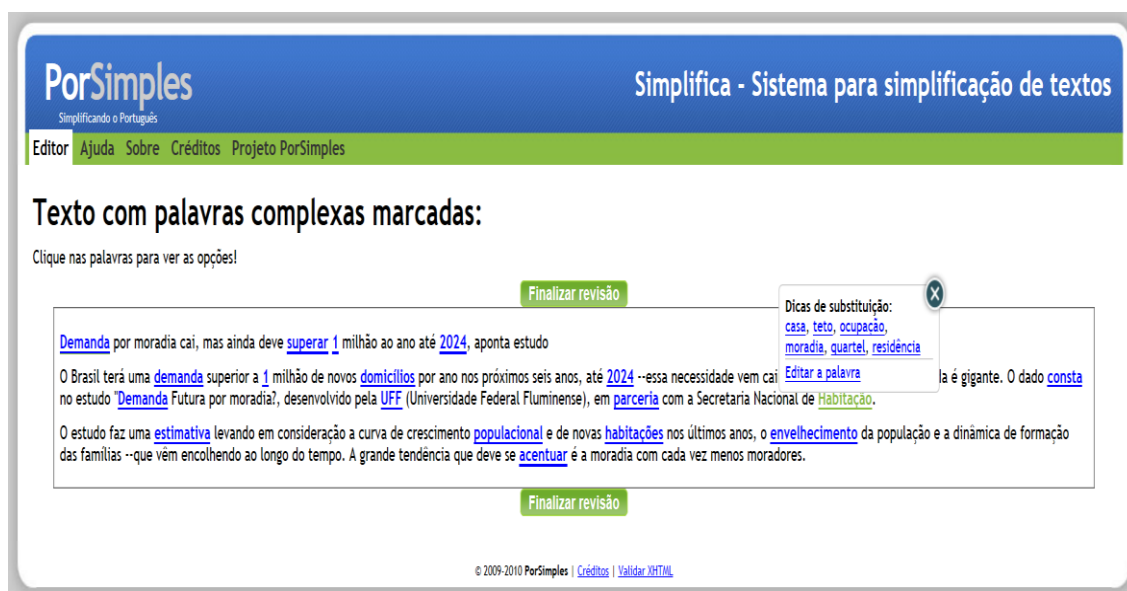 PorSimples
Simplificando o Português
Simplifica - Sistema para simplificação de textos
Editor Ajuda Sobre Créditos Projeto PorSimples
Texto com palavras complexas marcadas:
Clique nas palavras para ver as opções!
Finalizar revisão
Dicas de substituição:
casa, teto, ocupação,
moradia, quartel, residência
Editar a palavra
Demanda por moradia cai, mas ainda deve superar 1 milhão ao ano até 2024, aponta estudo
O Brasil terá uma demanda superior a 1 milhão de novos domicílios por ano nos próximos seis anos, até 2024 --essa necessidade vem cai la é gigante. O dado consta
no estudo "Demanda Futura por moradia?, desenvolvido pela UFF (Universidade Federal Fluminense), em parceria com a Secretaria Nacional de Habitação.
O estudo faz uma estimativa levando em consideração a curva de crescimento populacional e de novas habitações nos últimos anos, o envelhecimento da população e a dinâmica de formação
das famílias --que vêm encolhendo ao longo do tempo. A grande tendência que deve se acentuar é a moradia com cada vez menos moradores.
Finalizar revisão
© 2009-2010 PorSimples | Créditos | Validar XHTML